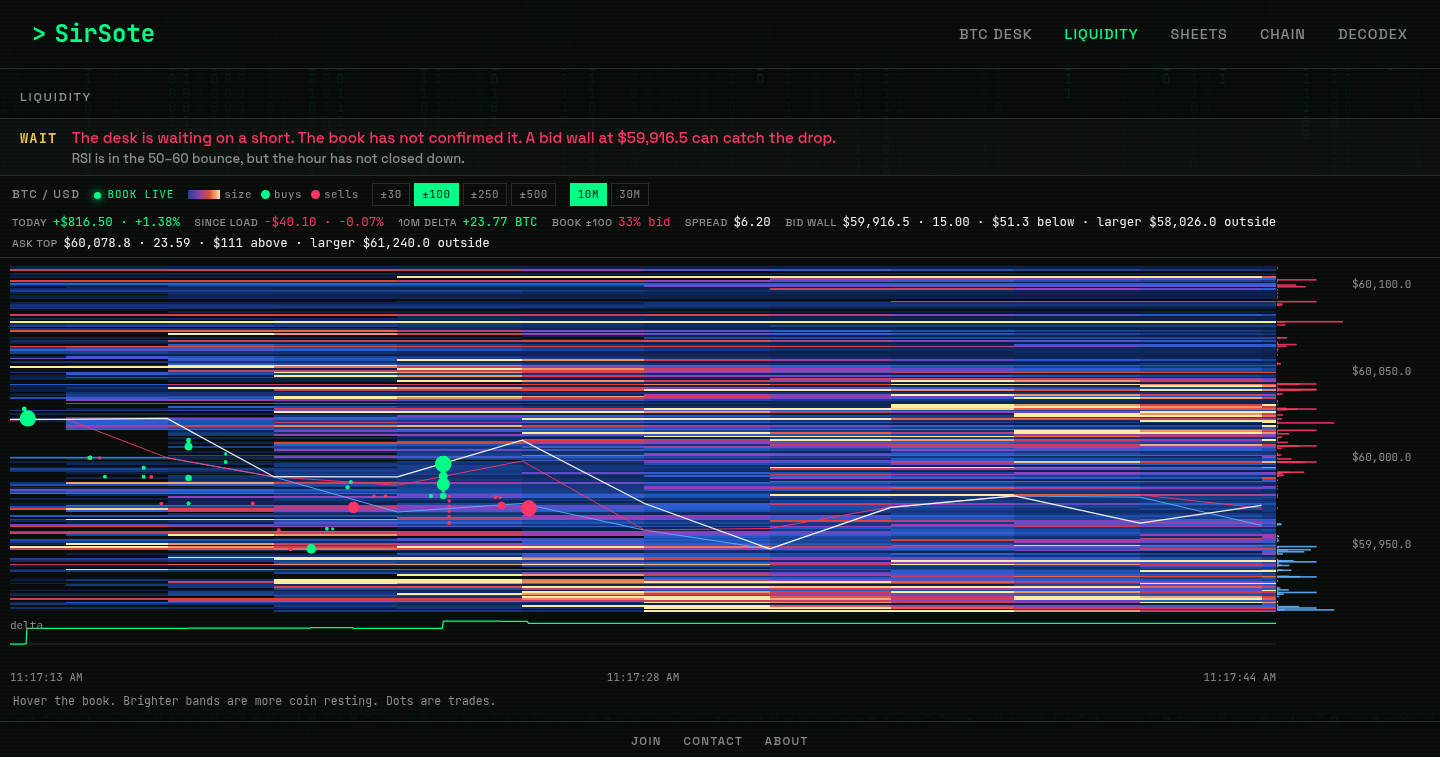 > SirSote
BTC DESK LIQUIDITY SHEETS CHAIN DECODEX
LIQUIDITY
WAIT The desk is waiting on a short. The book has not confirmed it. A bid wall at $59,916.5 can catch the drop.
RSI is in the 50–60 bounce, but the hour has not closed down.
BTC / USD BOOK LIVE size buys sells ±30 ±100 ±250 ±500 10M 30M
TODAY +$816.50 · +1.38% SINCE LOAD -$40.10 · -0.07% 10M DELTA +23.77 BTC BOOK ±100 33% bid SPREAD $6.20 BID WALL $59,916.5 · 15.00 · $51.3 below · larger $58,026.0 outside
ASK TOP $60,078.8 · 23.59 · $111 above · larger $61,240.0 outside
$60,100.0
$60,050.0
$60,000.0
$59,950.0
delta
11:17:13 AM 11:17:28 AM 11:17:44 AM
Hover the book. Brighter bands are more coin resting. Dots are trades.
JOIN CONTACT ABOUT